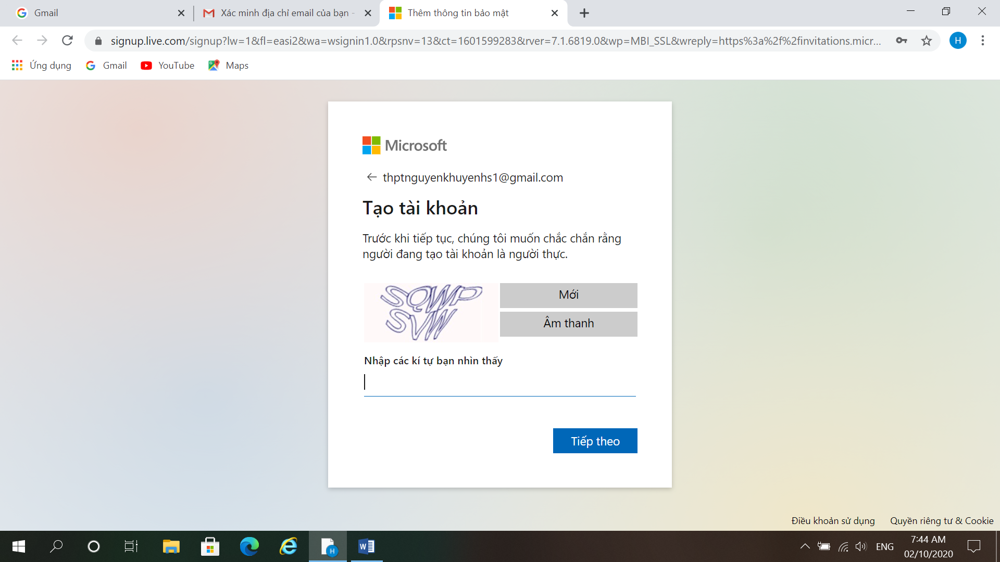 Gmail
Xác minh địa chỉ email của bạn -
Thêm thông tin bảo mật
signup.live.com/signup?lw=1&fl=easi2&wa=wsignin1.0&rpsnv=13&ct=1601599283&rver=7.1.6819.0&wp=MBI_SSL&wreply=https%3a%2f%2finvitations.micr...
H
Ứng dụng Gmail YouTube Maps
Microsoft
thptnguyenkhuyenhs1@gmail.com
Tạo tài khoản
Trước khi tiếp tục, chúng tôi muốn chắc chắn rằng
người đang tạo tài khoản là người thực.
Mới
Âm thanh
Nhập các kí tự bạn nhìn thấy
Tiếp theo
Điều khoản sử dụng Quyền riêng tư & Cookie
ENG
7:44 AM
02/10/2020